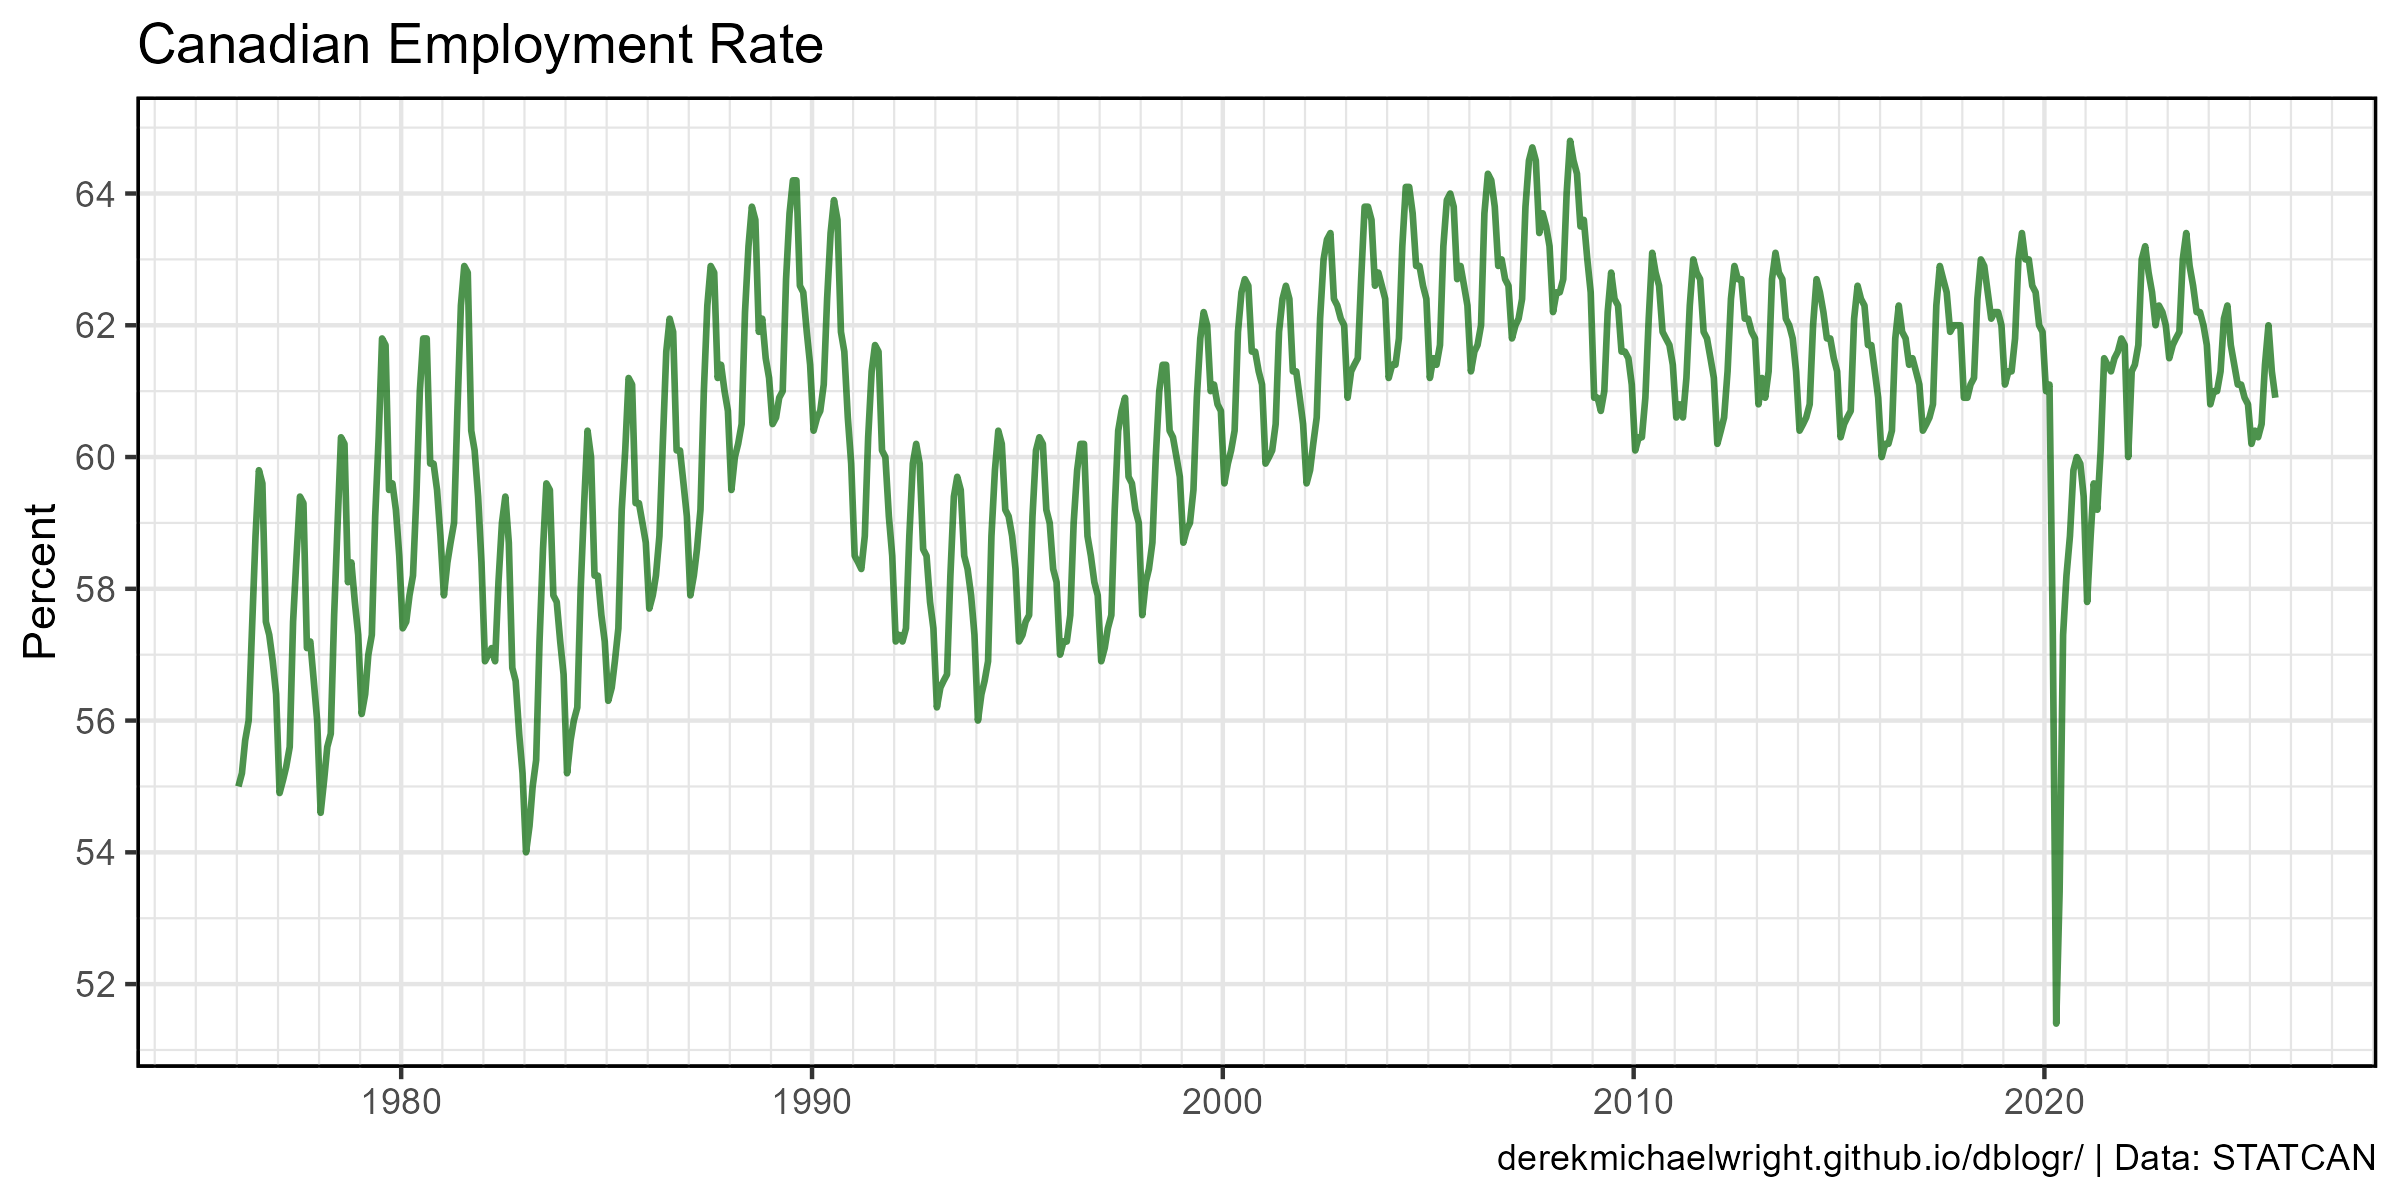 Canadian Employment Rate
Percent
64
62
60
58
56
54
52
1980 1990 2000 2010 2020
derekmichaelwright.github.io/dblogr/ | Data: STATCAN